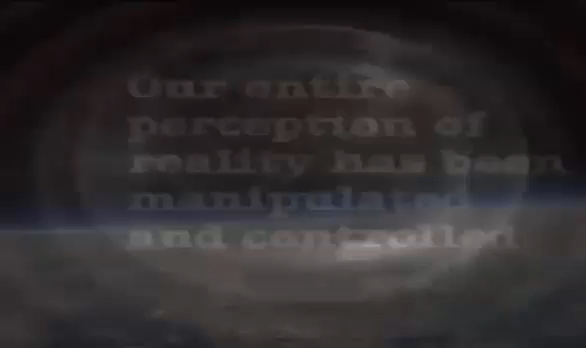 Our entire
perception of
reality has been
manipulated
and controlled